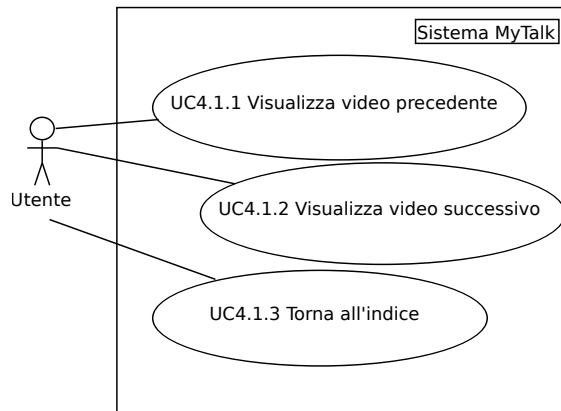 Sistema MyTalk
UC4.1.1 Visualizza video precedente
Utente
UC4.1.2 Visualizza video successivo
UC4.1.3 Torna all'indice